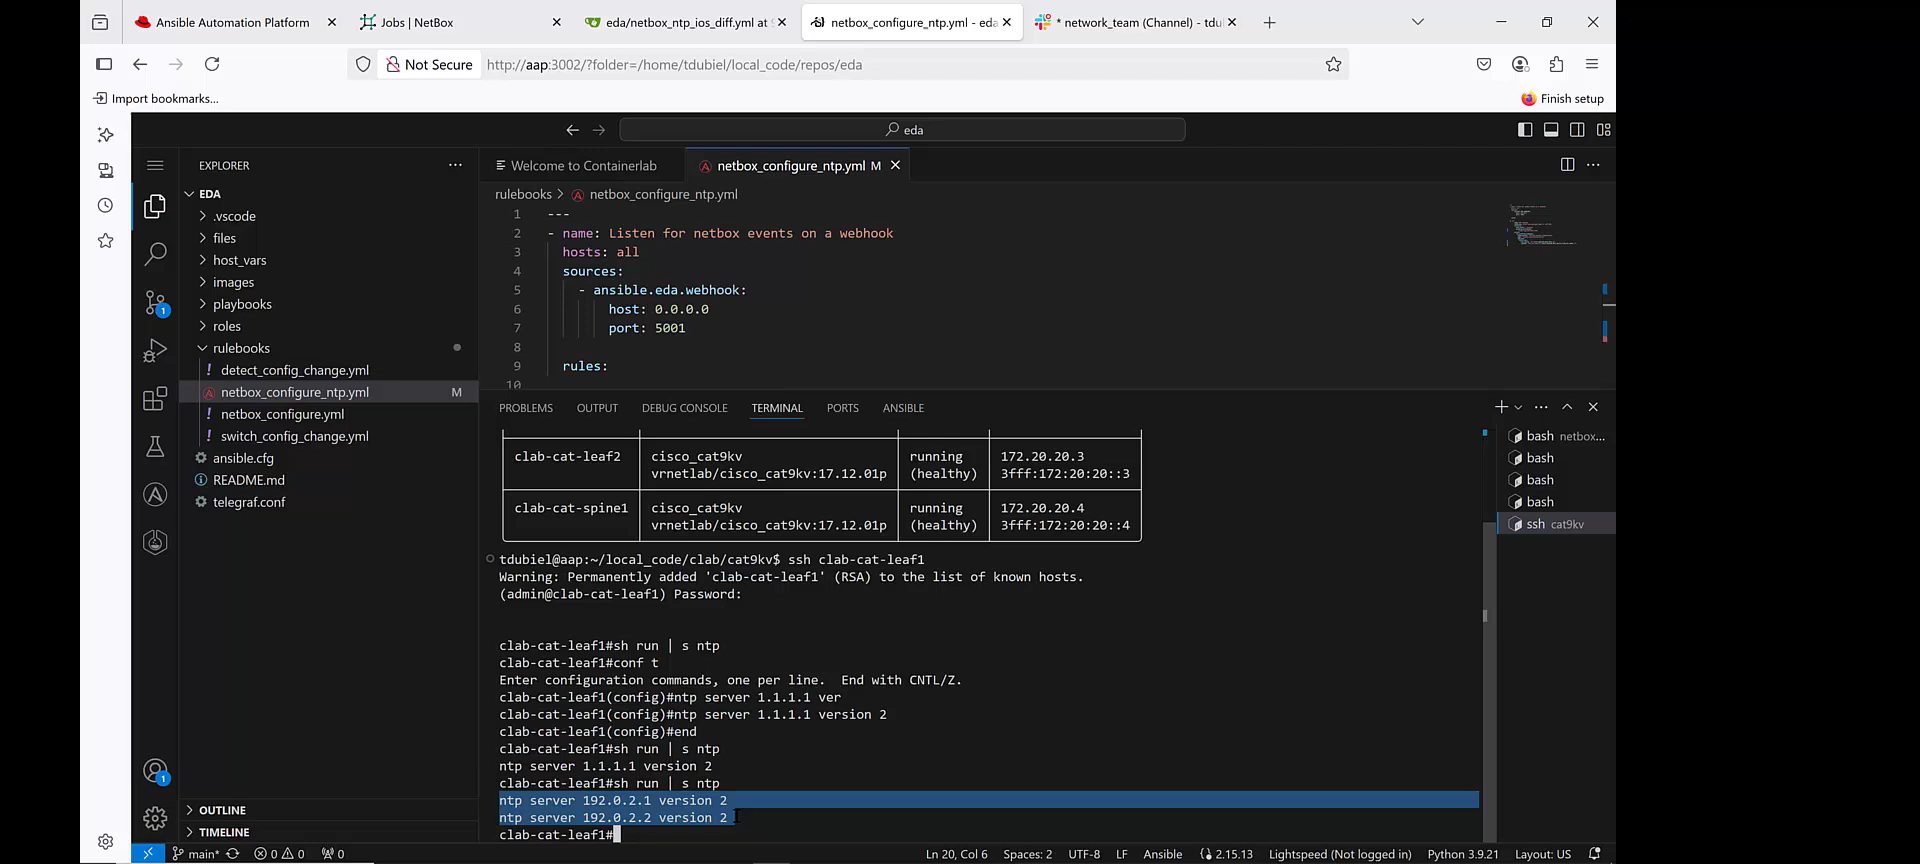 Ansible Automation Platform
Jobs | NetBox
eda/netbox_ntp_ios_diff.yml at
netbox_configure_ntp.yml - eda
* network_team (Channel) - tdu
Not Secure
http://aap:3002/?folder=/home/tdubiel/local_code/repos/eda
Import bookmarks...
Finish setup
eda
EXPLORER
Welcome to Containerlab
netbox_configure_ntp.yml M
EDA
rulebooks > netbox_configure_ntp.yml
.vscode
files
host_vars
images
playbooks
roles
rulebooks
detect_config_change.yml
netbox_configure_ntp.yml M
netbox_configure.yml
switch_config_change.yml
ansible.cfg
README.md
telegraf.conf
OUTLINE
TIMELINE
1 ---
2 - name: Listen for netbox events on a webhook
3 hosts: all
4 sources:
5 - ansible.eda.webhook:
6 host: 0.0.0.0
7 port: 5001
8
9 rules:
10
PROBLEMS OUTPUT DEBUG CONSOLE TERMINAL PORTS ANSIBLE
clab-cat-leaf2 cisco_cat9kv running 172.20.20.3
vrnetlab/cisco_cat9kv:17.12.01p (healthy) 3fff:172:20:20::3
clab-cat-spine1 cisco_cat9kv running 172.20.20.4
vrnetlab/cisco_cat9kv:17.12.01p (healthy) 3fff:172:20:20::4
tdubiel@aap:~/local_code/clab/cat9kv$ ssh clab-cat-leaf1
Warning: Permanently added 'clab-cat-leaf1' (RSA) to the list of known hosts.
(admin@clab-cat-leaf1) Password:
clab-cat-leaf1#sh run | s ntp
clab-cat-leaf1#conf t
Enter configuration commands, one per line.  End with CNTL/Z.
clab-cat-leaf1(config)#ntp server 1.1.1.1 ver
clab-cat-leaf1(config)#ntp server 1.1.1.1 version 2
clab-cat-leaf1(config)#end
clab-cat-leaf1#sh run | s ntp
ntp server 1.1.1.1 version 2
clab-cat-leaf1#sh run | s ntp
ntp server 192.0.2.1 version 2
ntp server 192.0.2.2 version 2
clab-cat-leaf1#
bash netbox...
bash
bash
bash
ssh cat9kv
1
1
main* 0 0 0
Ln 20, Col 6 Spaces: 2 UTF-8 LF Ansible 2.15.13 Lightspeed (Not logged in) Python 3.9.21 Layout: US